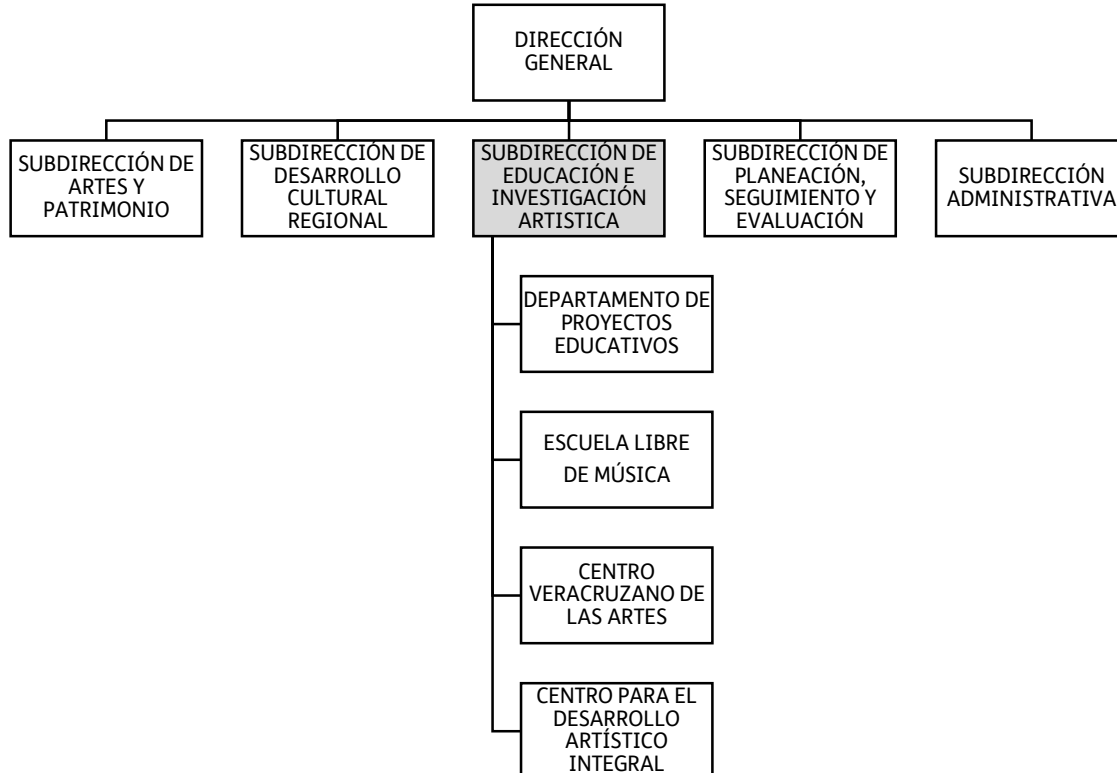 DIRECCIÓN
GENERAL
SUBDIRECCIÓN DE
ARTES Y
PATRIMONIO
SUBDIRECCIÓN DE
DESARROLLO
CULTURAL
REGIONAL
SUBDIRECCIÓN DE
EDUCACIÓN E
INVESTIGACIÓN
ARTISTICA
SUBDIRECCIÓN DE
PLANEACIÓN,
SEGUIMIENTO Y
EVALUACIÓN
SUBDIRECCIÓN
ADMINISTRATIVA
DEPARTAMENTO DE
PROYECTOS
EDUCATIVOS
ESCUELA LIBRE
DE MÚSICA
CENTRO
VERACRUZANO DE
LAS ARTES
CENTRO PARA EL
DESARROLLO
ARTÍSTICO
INTEGRAL